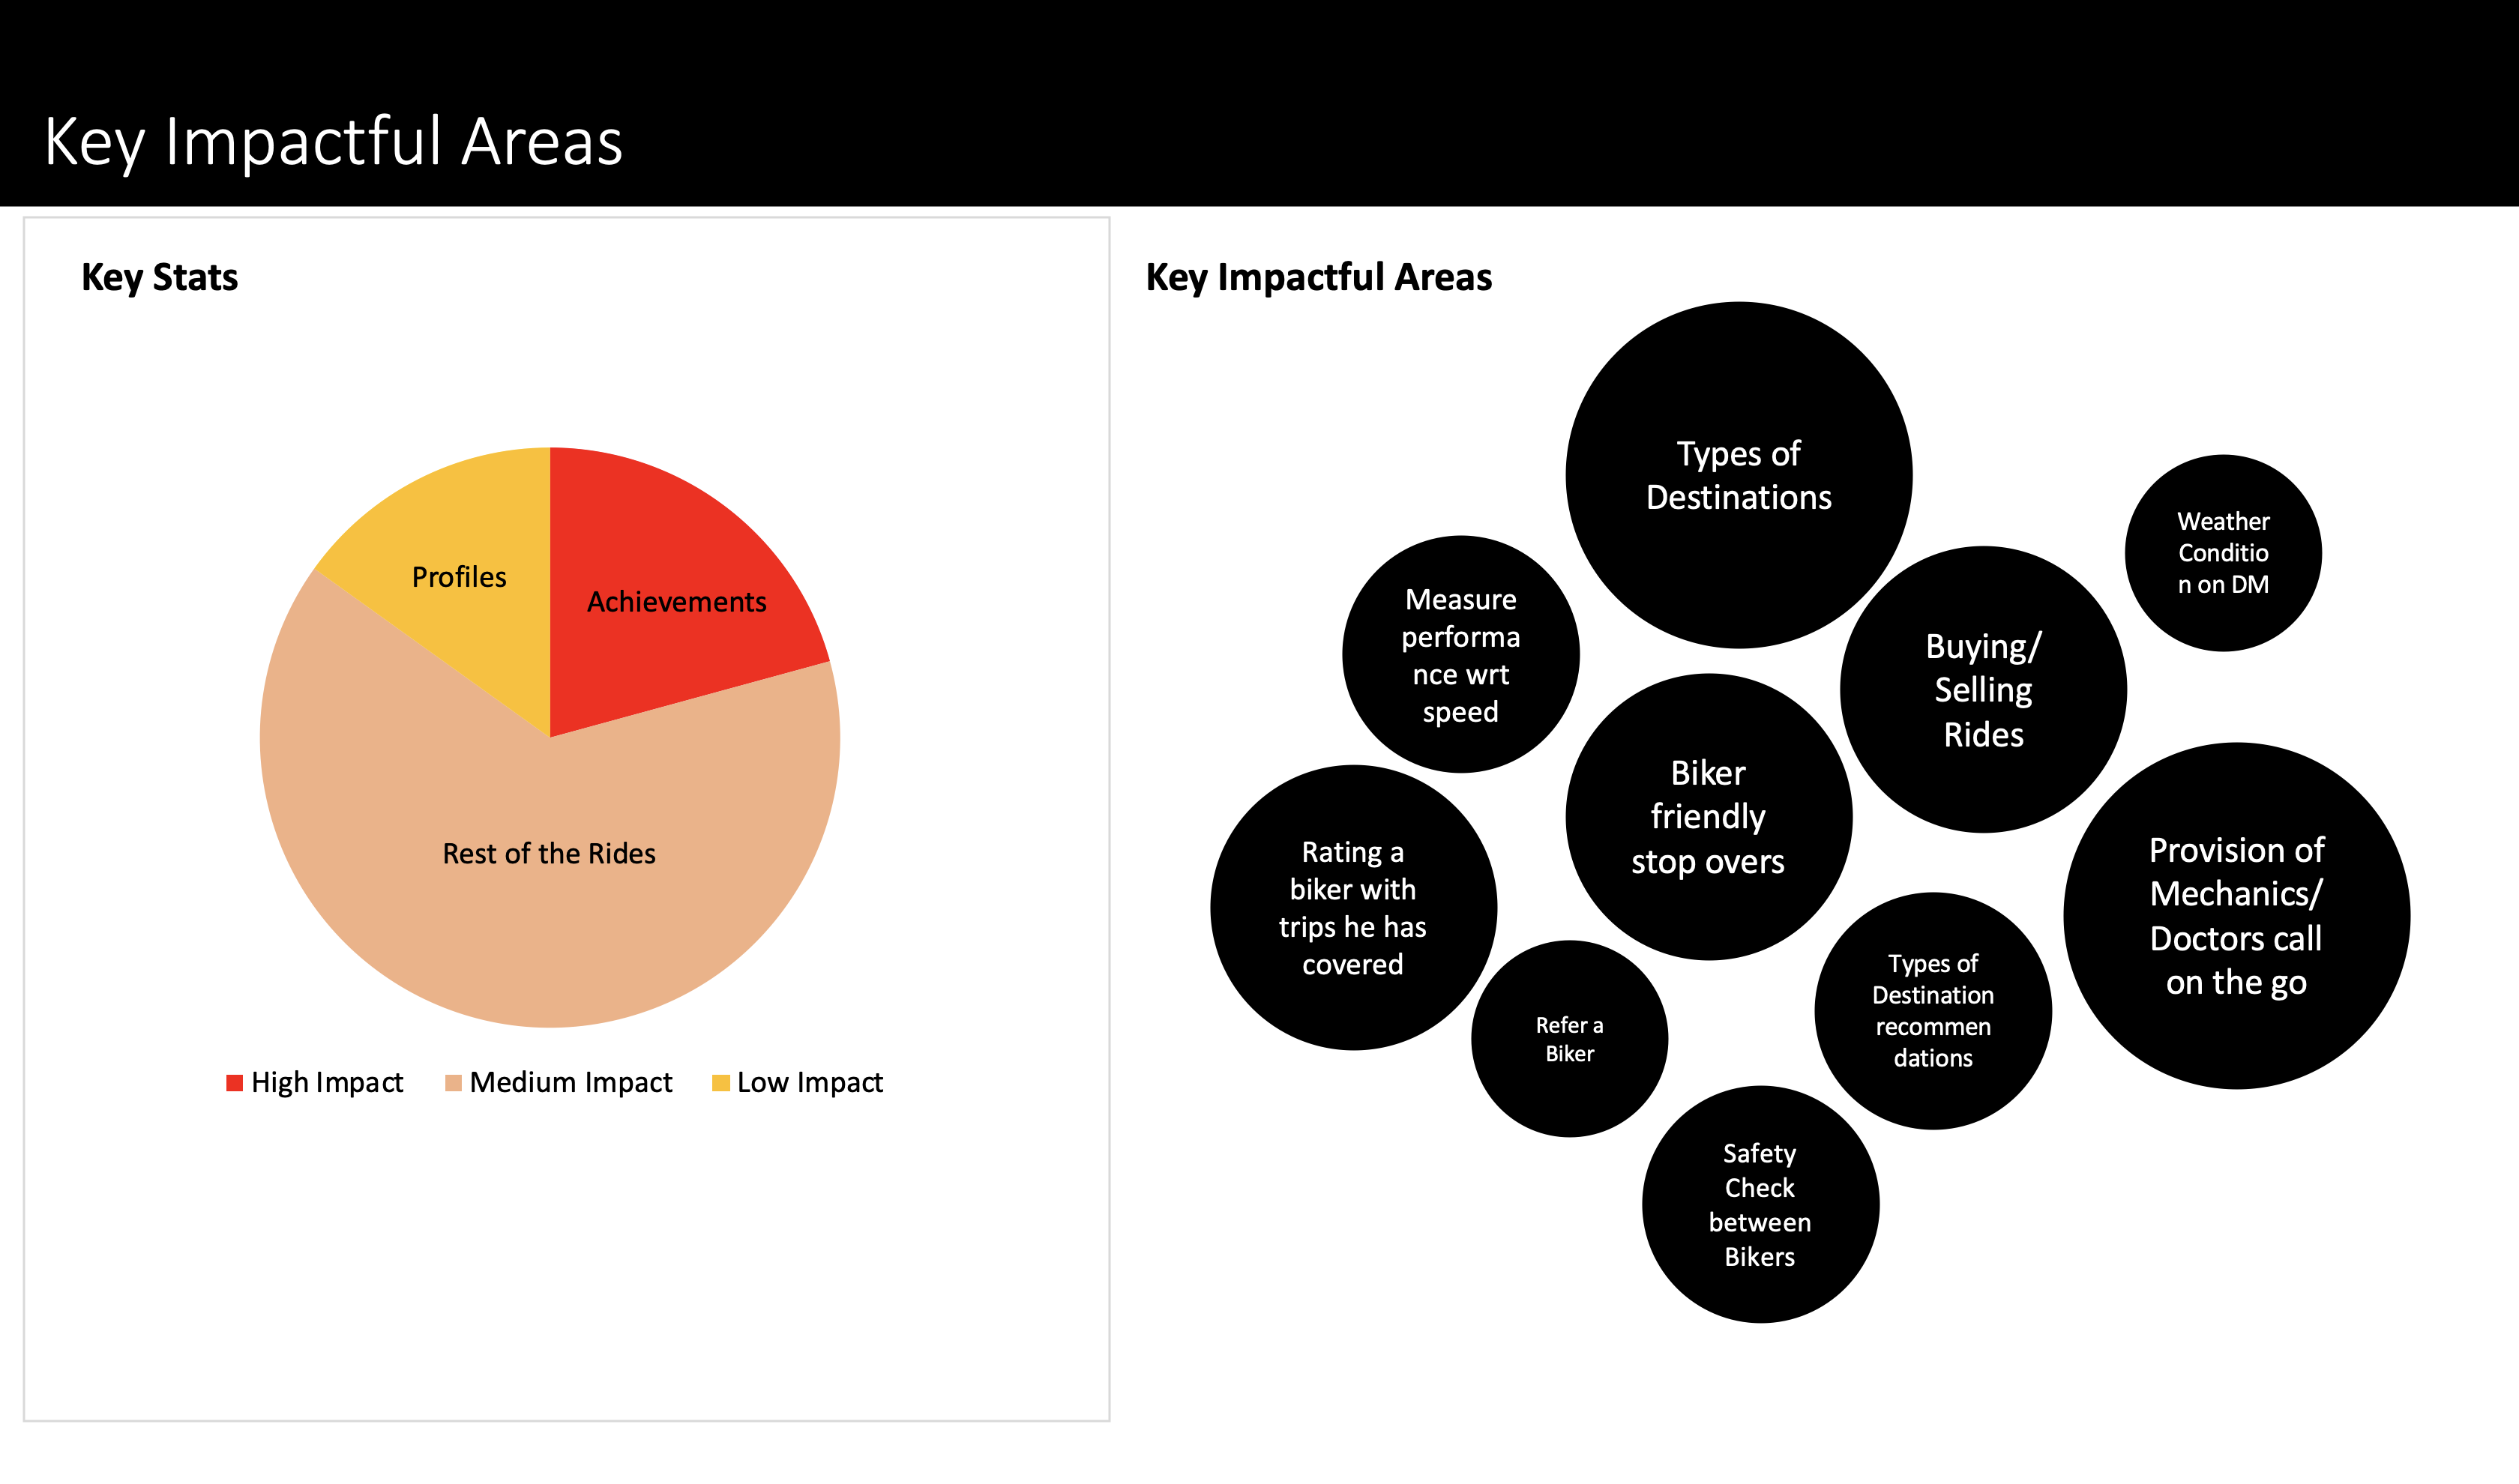 Key Impactful Areas
Key Stats
Profiles
Achievements
Rest of the Rides
High Impact
Medium Impact
Low Impact
Key Impactful Areas
Types of
Destinations
Weather
Conditio
n on DM
Measure
performa
nce wrt
speed
Buying/
Selling
Rides
Biker
friendly
stop overs
Rating a
biker with
trips he has
covered
Provision of
Mechanics/
Doctors call
on the go
Refer a
Biker
Types of
Destination
recommen
dations
Safety
Check
between
Bikers